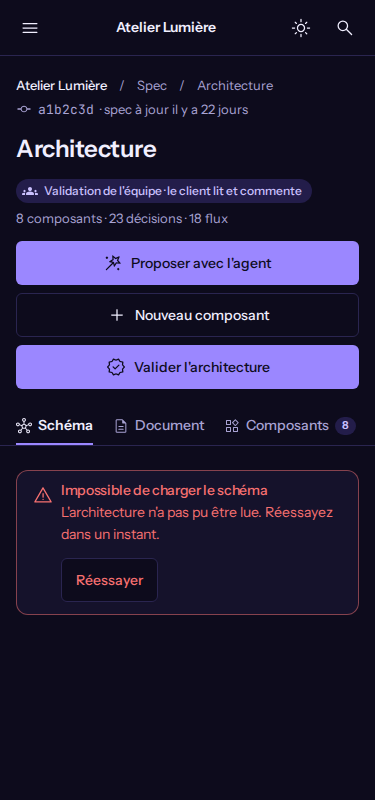 Atelier Lumière
Atelier Lumière / Spec / Architecture
a1b2c3d · spec à jour il y a 22 jours
Architecture
Validation de l'équipe · le client lit et commente
8 composants · 23 décisions · 18 flux
Proposer avec l'agent
Nouveau composant
Valider l'architecture
Schéma Document Composants 8
Impossible de charger le schéma
L'architecture n'a pas pu être lue. Réessayez
dans un instant.
Réessayer